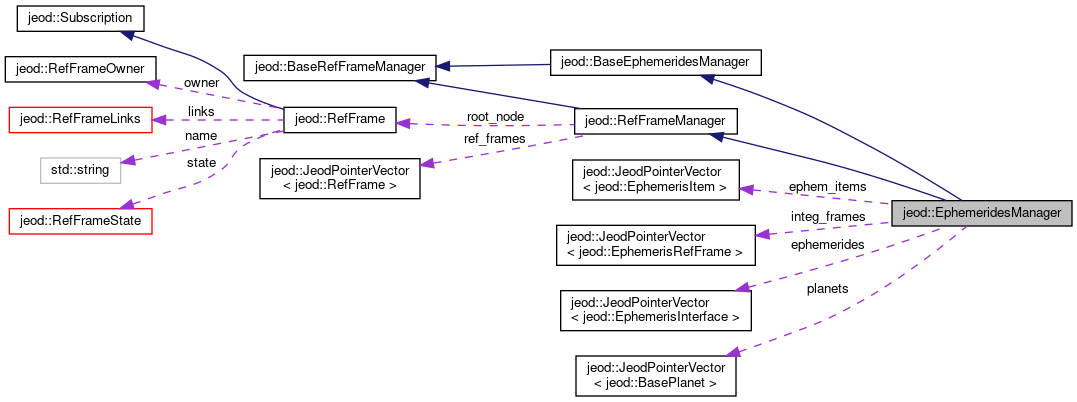 jeod::Subscription
jeod::RefFrameOwner
jeod::RefFrameLinks
std::string
jeod::RefFrameState
owner
links
name
state
jeod::BaseRefFrameManager
jeod::RefFrame
jeod::JeodPointerVector
< jeod::RefFrame >
root_node
ref_frames
jeod::BaseEphemeridesManager
jeod::RefFrameManager
jeod::JeodPointerVector
< jeod::EphemerisItem >
jeod::JeodPointerVector
< jeod::EphemerisRefFrame >
jeod::JeodPointerVector
< jeod::EphemerisInterface >
jeod::JeodPointerVector
< jeod::BasePlanet >
ephem_items
integ_frames
ephemerides
planets
jeod::EphemeridesManager